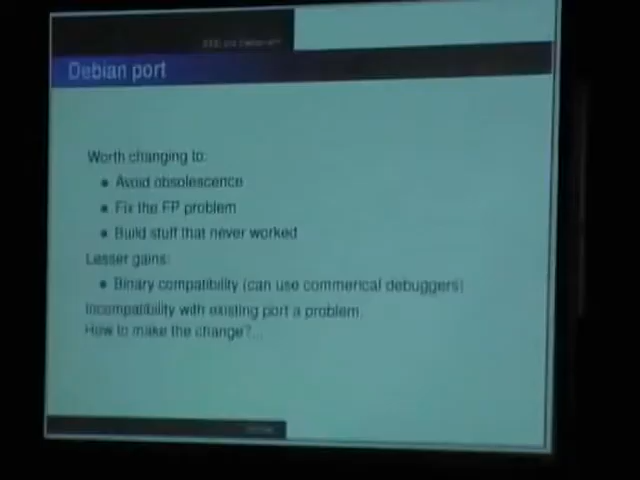 Debian port
Worth changing to:
Avoid obsolescence
Fix the FP problem
Build stuff that never worked
Lesser gains:
Binary compatibility (can use commerical debuggers)
Incompatibility with existing port a problem.
How to make the change?...